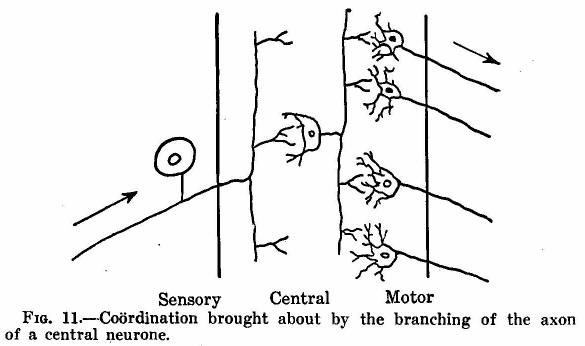 Sensory Central Motor
FIG. 11.—Coördination brought about by the branching of the axon
of a central neurone.